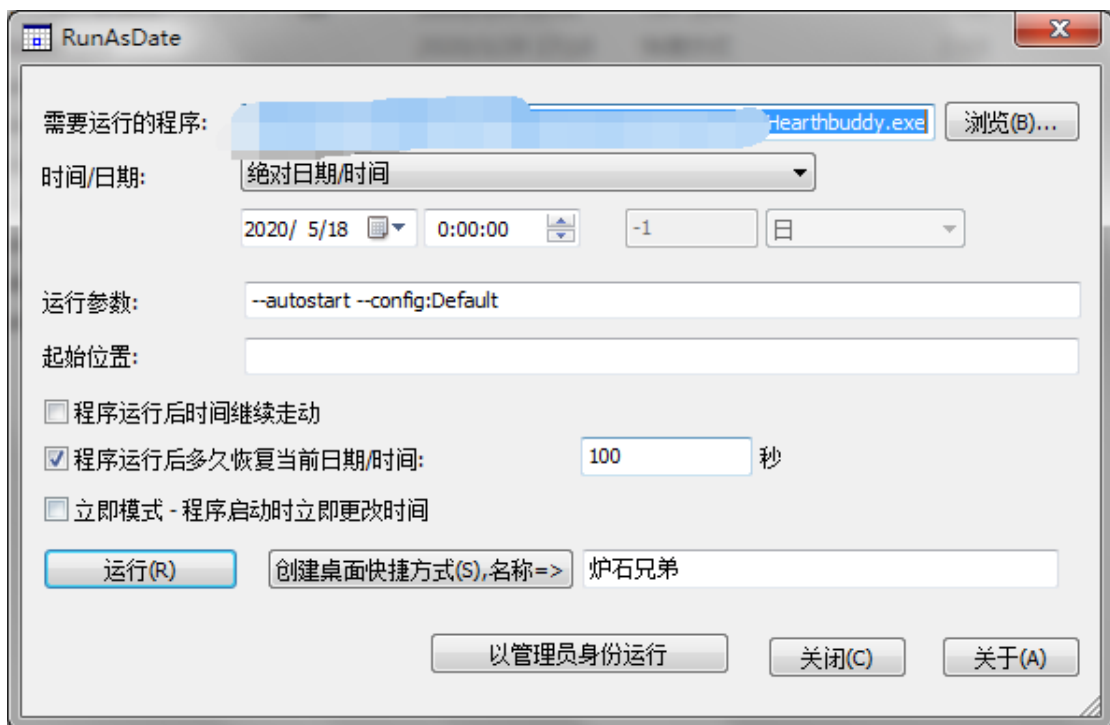 RunAsDate
需要运行的程序: Hearthbuddy.exe 浏览(B)...
时间/日期: 绝对日期/时间
2020/ 5/18 0:00:00 -1 日
运行参数: --autostart --config:Default
起始位置:
程序运行后时间继续走动
程序运行后多久恢复当前日期/时间: 100 秒
立即模式 - 程序启动时立即更改时间
运行(R) 创建桌面快捷方式(S),名称=> 炉石兄弟
以管理员身份运行 关闭(C) 关于(A)